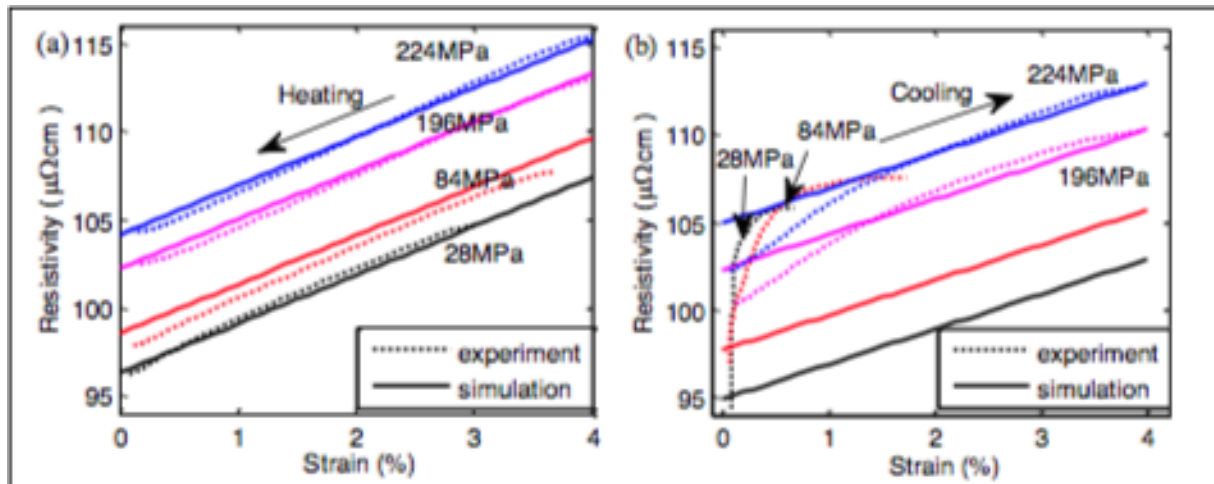 (a)
115
110
105
100
95
Resistivity ( μΩcm )
224MPa
Heating
196MPa
84MPa
28MPa
experiment
simulation
0 1 2 3 4
Strain (%)
(b)
115
110
105
100
95
Resistivity ( μΩcm )
224MPa
Cooling
84MPa
28MPa
196MPa
experiment
simulation
0 1 2 3 4
Strain (%)